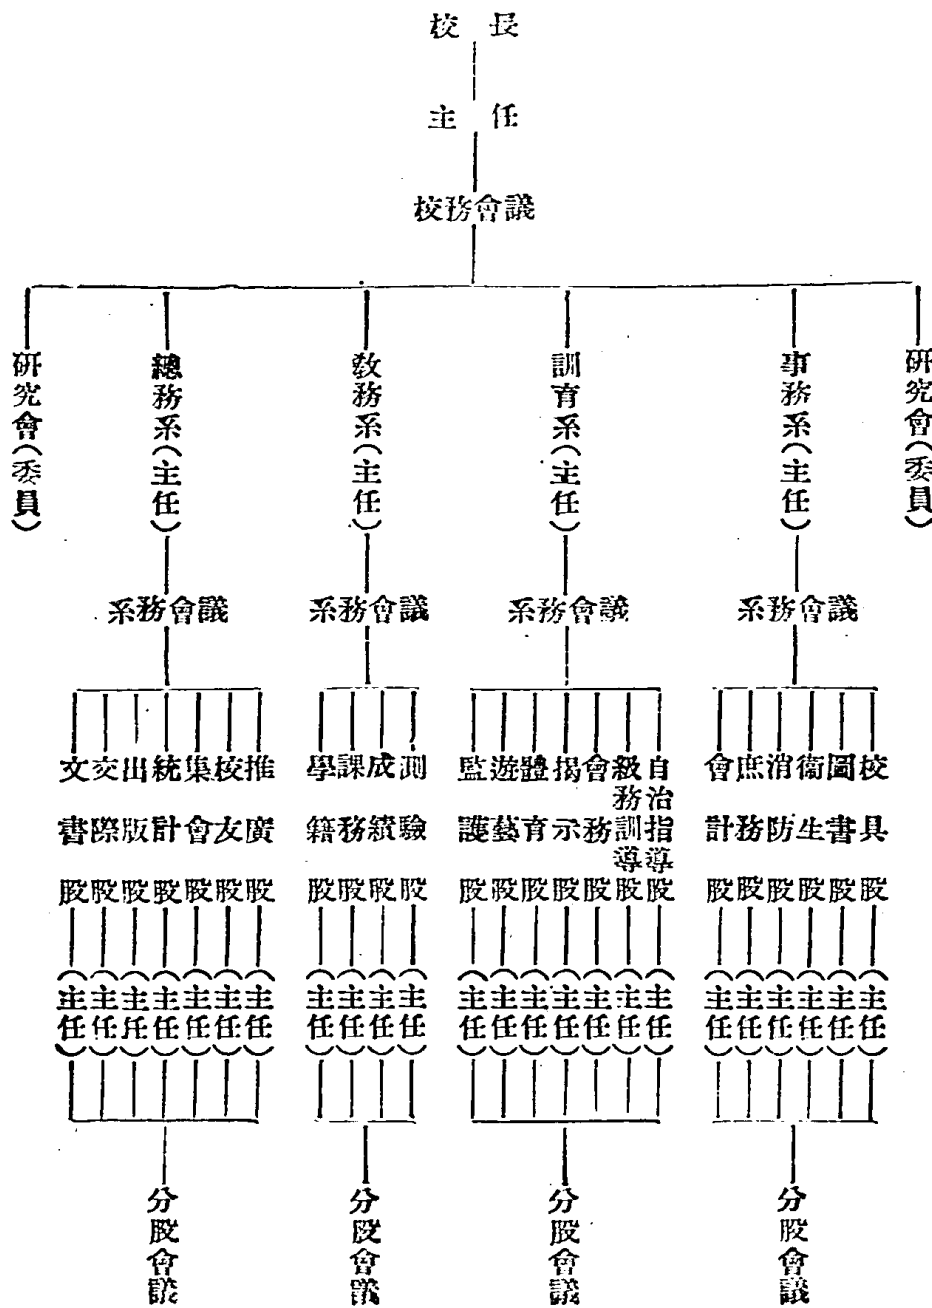 校長
主任
校務會議
研究會(委員)
總務系(主任)
教務系(主任)
訓育系(主任)
事務系(主任)
研究會(委員)
系務會議
系務會議
系務會議
系務會議
文書股(主任)
交際股(主任)
出版股(主任)
統計股(主任)
集會股(主任)
校友股(主任)
推廣股(主任)
學籍股(主任)
課務股(主任)
成績股(主任)
測驗股(主任)
監護股(主任)
遊藝股(主任)
體育股(主任)
揭示股(主任)
會務股(主任)
級務訓導股(主任)
自治指導股(主任)
會計股(主任)
庶務股(主任)
消防股(主任)
衞生股(主任)
圖書股(主任)
校具股(主任)
分股會議
分股會議
分股會議
分股會議